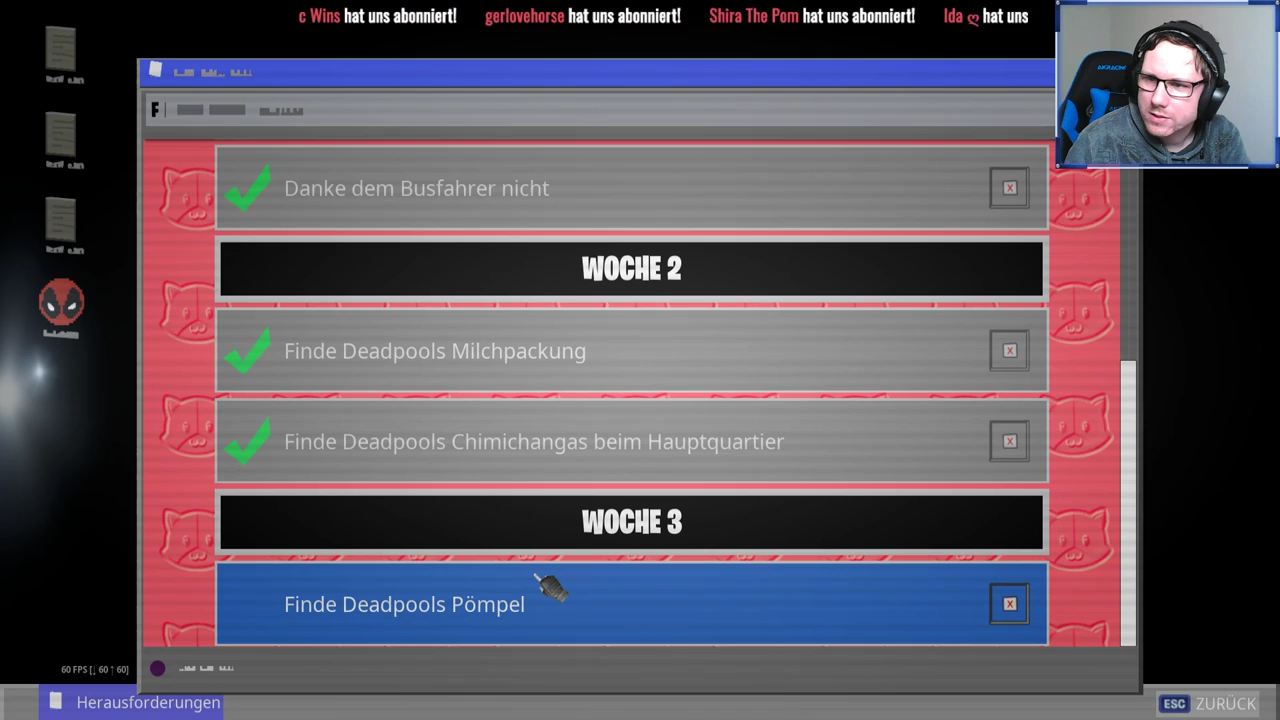 c Wins hat uns abonniert! gerlovehorse hat uns abonniert! Shira The Pom hat uns abonniert! Ida ღ hat uns
F
Danke dem Busfahrer nicht
WOCHE 2
Finde Deadpools Milchpackung
Finde Deadpools Chimichangas beim Hauptquartier
WOCHE 3
Finde Deadpools Pömpel
60 FPS [↓ 60 ↑ 60]
Herausforderungen
ESC ZURÜCK